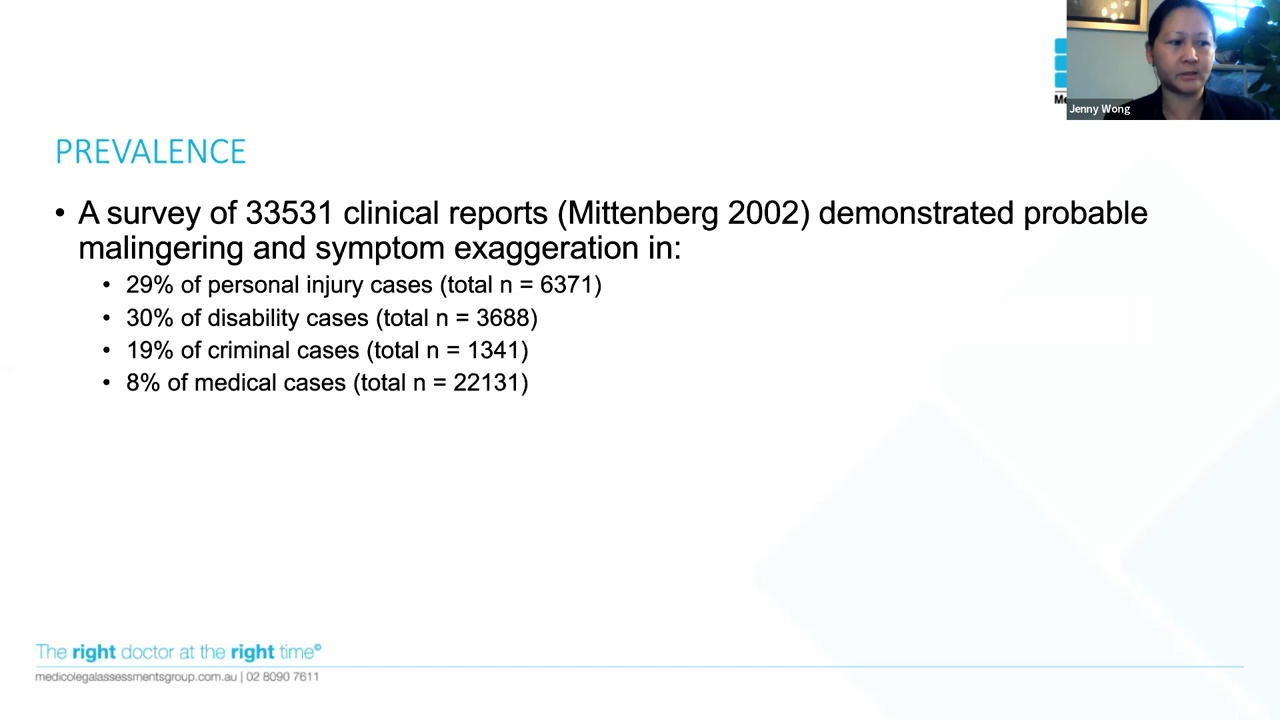 Jenny Wong
PREVALENCE
• A survey of 33531 clinical reports (Mittenberg 2002) demonstrated probable
malingering and symptom exaggeration in:
• 29% of personal injury cases (total n = 6371)
• 30% of disability cases (total n = 3688)
• 19% of criminal cases (total n = 1341)
• 8% of medical cases (total n = 22131)
The right doctor at the right time©
medicolegalassessmentsgroup.com.au | 02 8090 7611